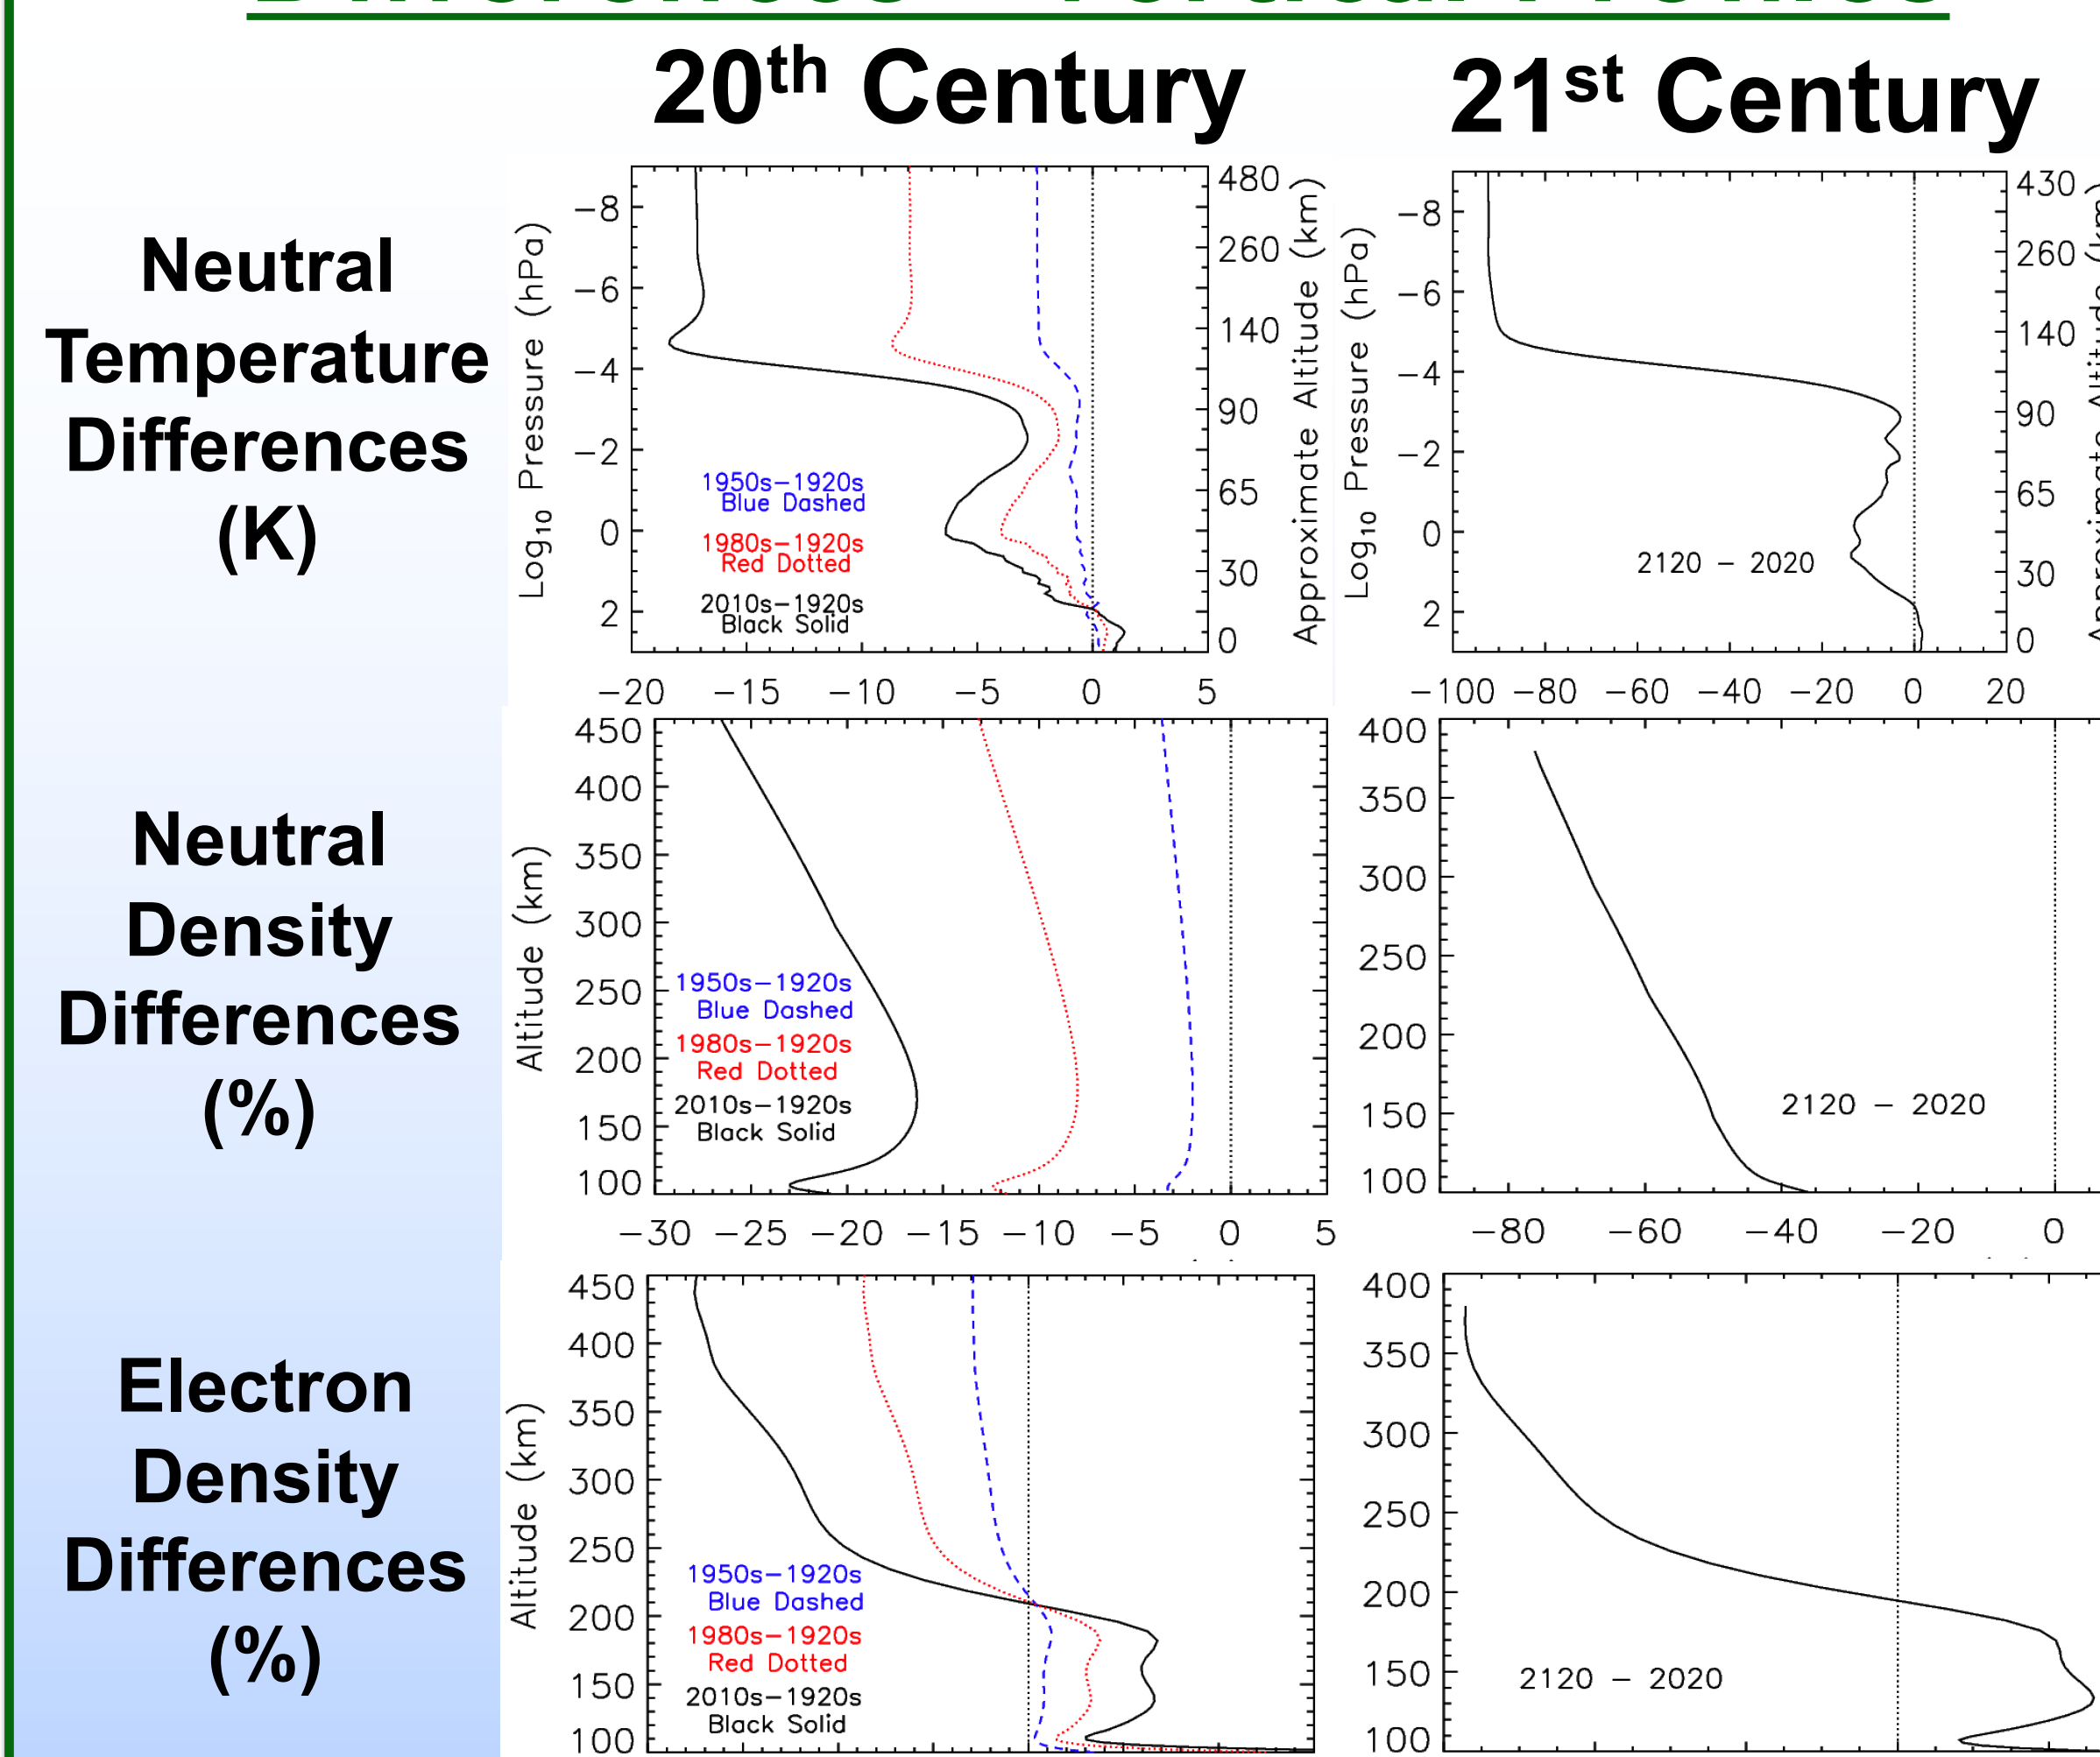 20th Century
21st Century
Neutral
Temperature
Differences
(K)
Log10 Pressure (hPa)
-8
-6
-4
-2
0
2
1950s-1920s
Blue Dashed
1980s-1920s
Red Dotted
2010s-1920s
Black Solid
480
260
140
90
65
30
0
Approximate Altitude (km)
-20 -15 -10 -5 0 5
Log10 Pressure (hPa)
-8
-6
-4
-2
0
2
2120 - 2020
430
260
140
90
65
30
0
Approximate Altitude (km)
-100 -80 -60 -40 -20 0 20
Neutral
Density
Differences
(%)
Altitude (km)
450
400
350
300
250
200
150
100
1950s-1920s
Blue Dashed
1980s-1920s
Red Dotted
2010s-1920s
Black Solid
-30 -25 -20 -15 -10 -5 0 5
400
350
300
250
200
150
100
2120 - 2020
-80 -60 -40 -20 0
Electron
Density
Differences
(%)
Altitude (km)
450
400
350
300
250
200
150
100
1950s-1920s
Blue Dashed
1980s-1920s
Red Dotted
2010s-1920s
Black Solid
400
350
300
250
200
150
100
2120 - 2020